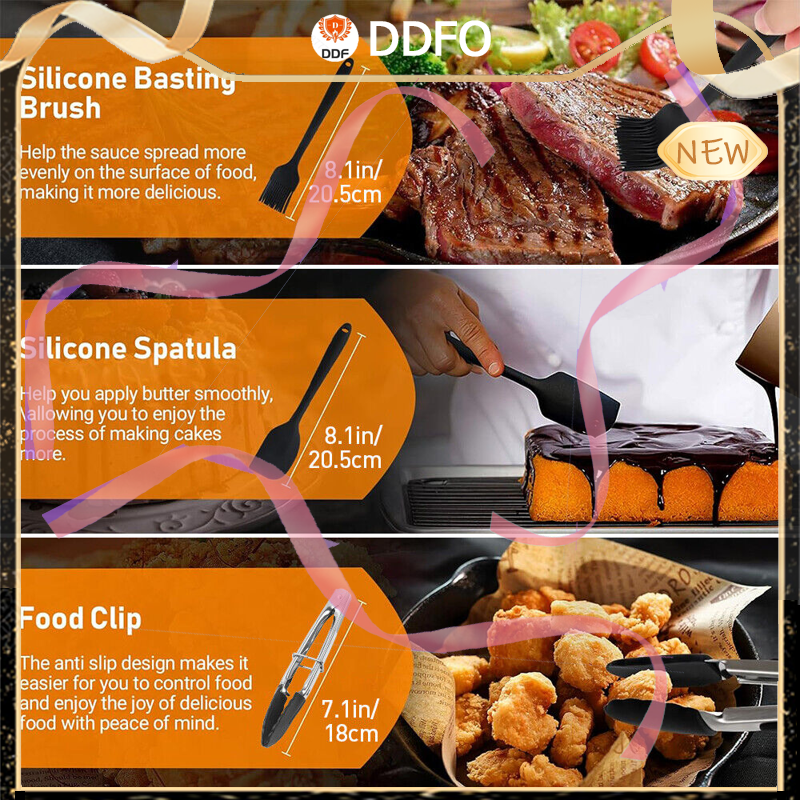 DDF
DDFO
Silicone Basting
Brush
Help the sauce spread more
evenly on the surface of food,
making it more delicious.
8.1in/
20.5cm
NEW
Silicone Spatula
Help you apply butter smoothly,
allowing you to enjoy the
process of making cakes
more.
8.1in/
20.5cm
Food Clip
The anti slip design makes it
easier for you to control food
and enjoy the joy of delicious
food with peace of mind.
7.1in/
18cm